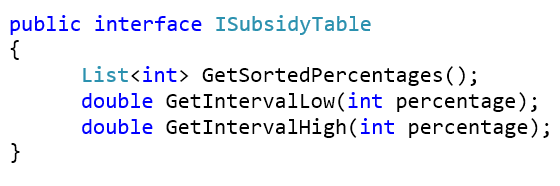 public interface ISubsidyTable
{
List<int> GetSortedPercentages();
double GetIntervalLow(int percentage);
double GetIntervalHigh(int percentage);
}